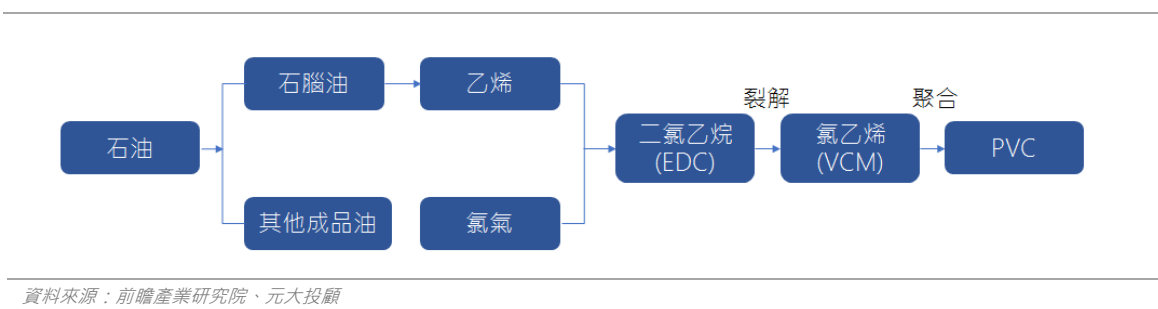 石腦油
乙烯
裂解
聚合
石油
二氯乙烷
(EDC)
氯乙烯
(VCM)
PVC
其他成品油
氯氣
資料來源：前瞻產業研究院、元大投顧